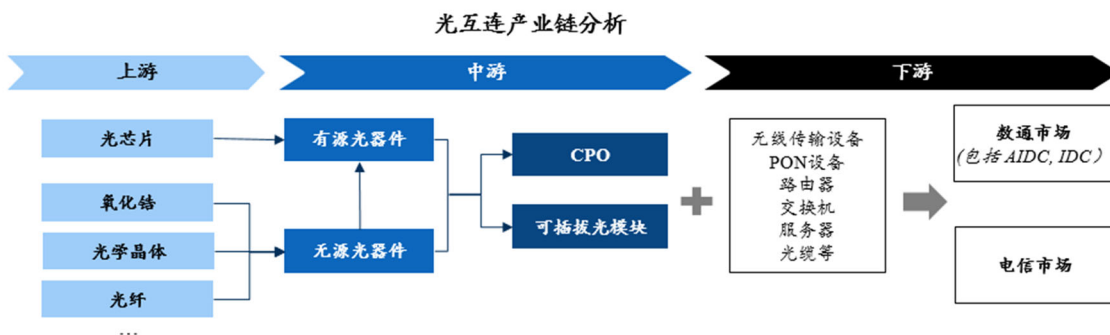 光互连产业链分析
上游
中游
下游
光芯片
氧化锆
光学晶体
光纤
...
有源光器件
无源光器件
CPO
可插拔光模块
无线传输设备
PON设备
路由器
交换机
服务器
光缆等
数通市场
(包括 AIDC, IDC)
电信市场